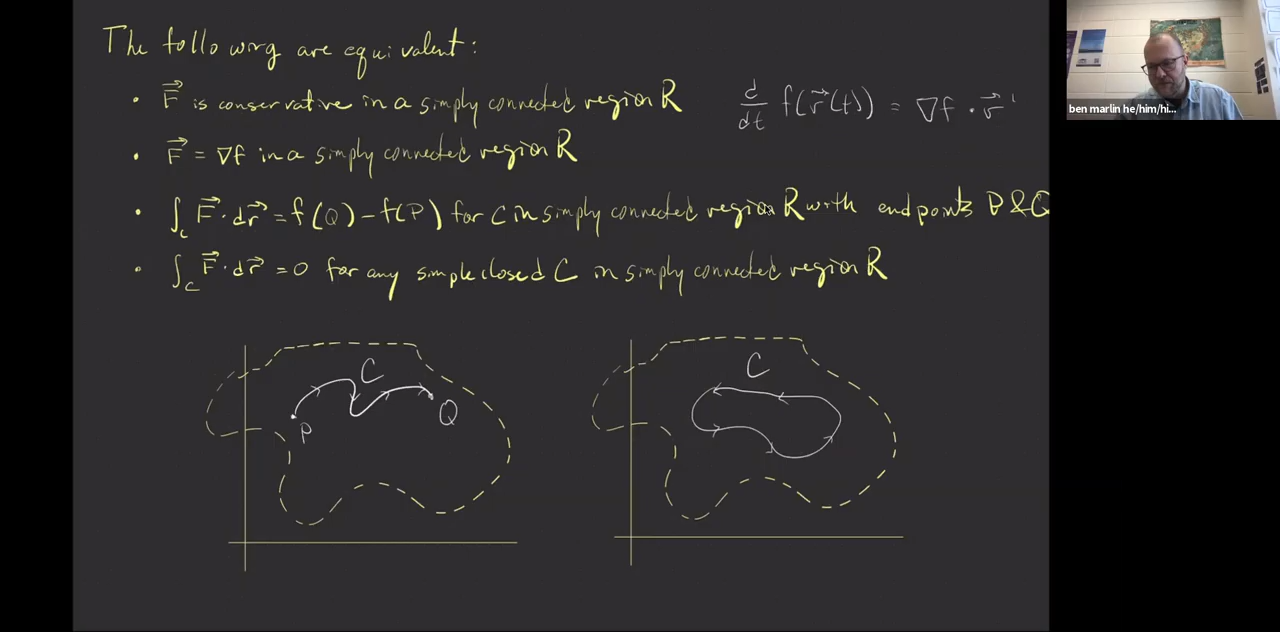 The following are equivalent:
• F⃗ is conservative in a simply connected region R
d/dt f(r⃗(t)) = ∇f · r⃗'
• F⃗ = ∇f in a simply connected region R
• ∫_C F⃗·dr⃗ = f(Q) - f(P) for C in simply connected region R with endpoints P & Q
• ∫_C F⃗·dr⃗ = 0 for any simple closed C in simply connected region R
C
P
Q
C
ben marlin he/him/hi...